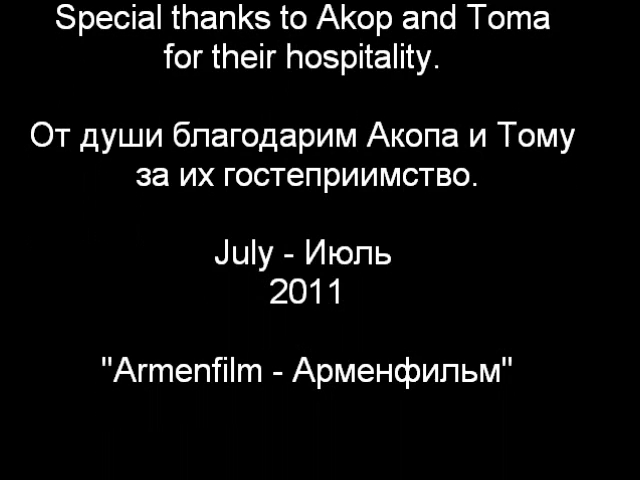 Special thanks to Akop and Toma
for their hospitality.
От души благодарим Акопа и Тому
за их гостеприимство.
July - Июль
2011
"Armenfilm - Арменфильм"